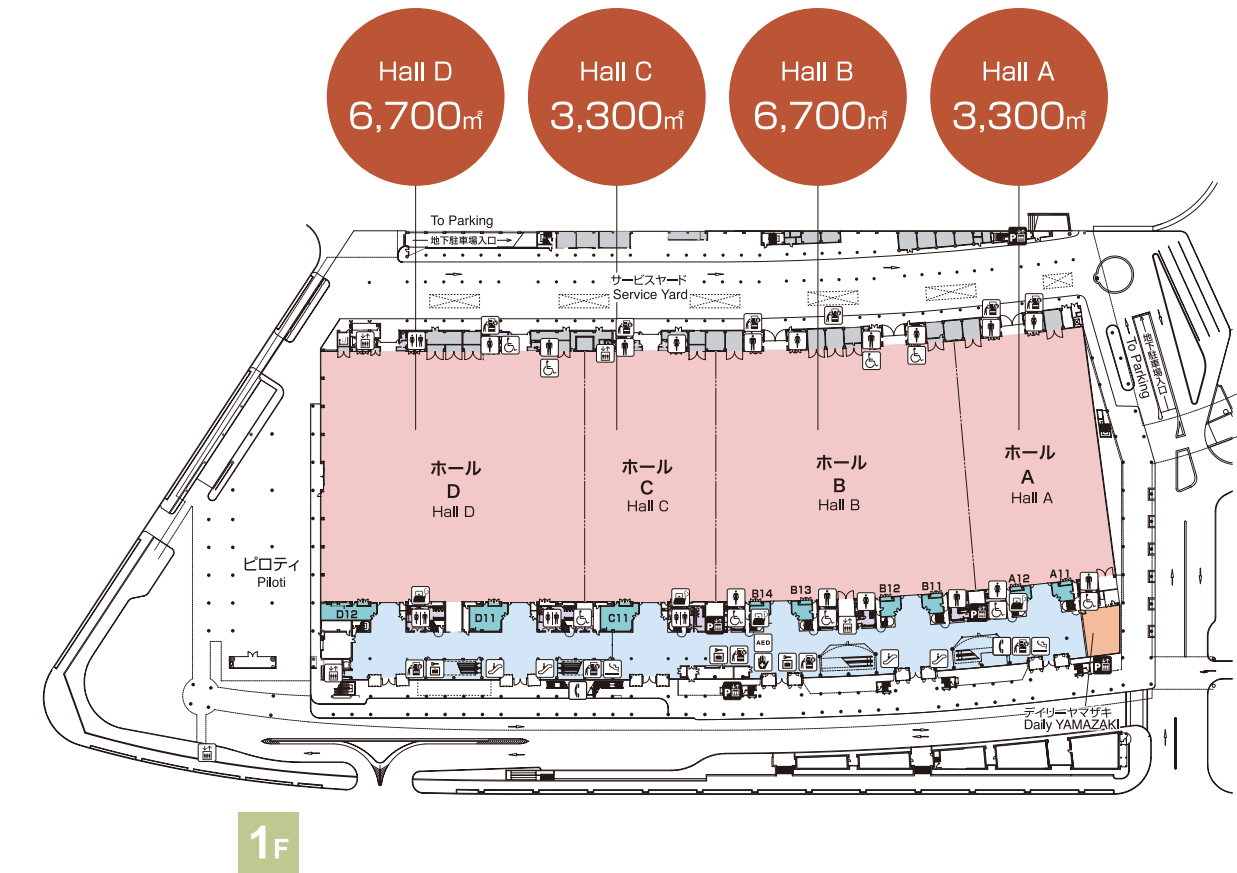 Hall D
6,700㎡
Hall C
3,300㎡
Hall B
6,700㎡
Hall A
3,300㎡
To Parking
地下駐車場入口
サービスヤード
Service Yard
地下駐車場入口
To Parking
ホール
D
Hall D
ホール
C
Hall C
ホール
B
Hall B
ホール
A
Hall A
ピロティ
Piloti
D12
D11
C11
B14
B13
B12
B11
A12
A11
AED
P
P
P
P
P
デイリーヤマザキ
Daily YAMAZAKI
1F